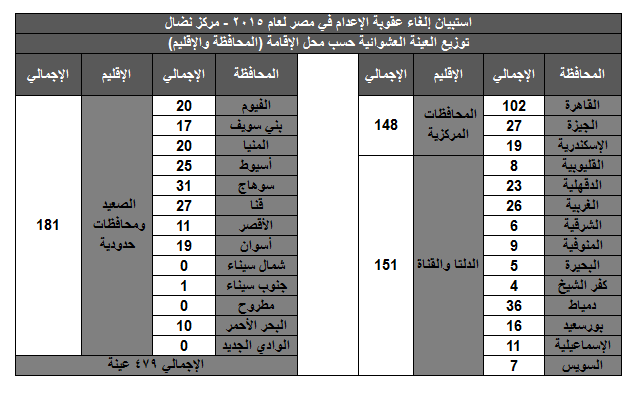 استبيان إلغاء عقوبة الإعدام في مصر لعام ٢٠١٥ - مركز نضال
توزيع العينة العشوائية حسب محل الإقامة (المحافظة والإقليم)
المحافظة الإجمالي الإقليم الإجمالي
القاهرة 102 المحافظات المركزية 148
الجيزة 27
الإسكندرية 19
القليوبية 8 الدلتا والقناة 151
الدقهلية 23
الغربية 26
الشرقية 6
المنوفية 9
البحيرة 5
كفر الشيخ 4
دمياط 36
بورسعيد 16
الإسماعيلية 11
السويس 7
المحافظة الإجمالي الإقليم الإجمالي
الفيوم 20 الصعيد ومحافظات حدودية 181
بني سويف 17
المنيا 20
أسيوط 25
سوهاج 31
قنا 27
الأقصر 11
أسوان 19
شمال سيناء 0
جنوب سيناء 1
مطروح 0
البحر الأحمر 10
الوادي الجديد 0
الإجمالي ٤٧٩ عينة